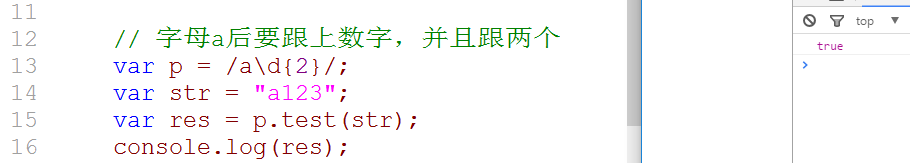 11
12 // 字母a后要跟上数字，并且跟两个
13 var p = /a\d{2}/;
14 var str = "a123";
15 var res = p.test(str);
16 console.log(res);
top
true